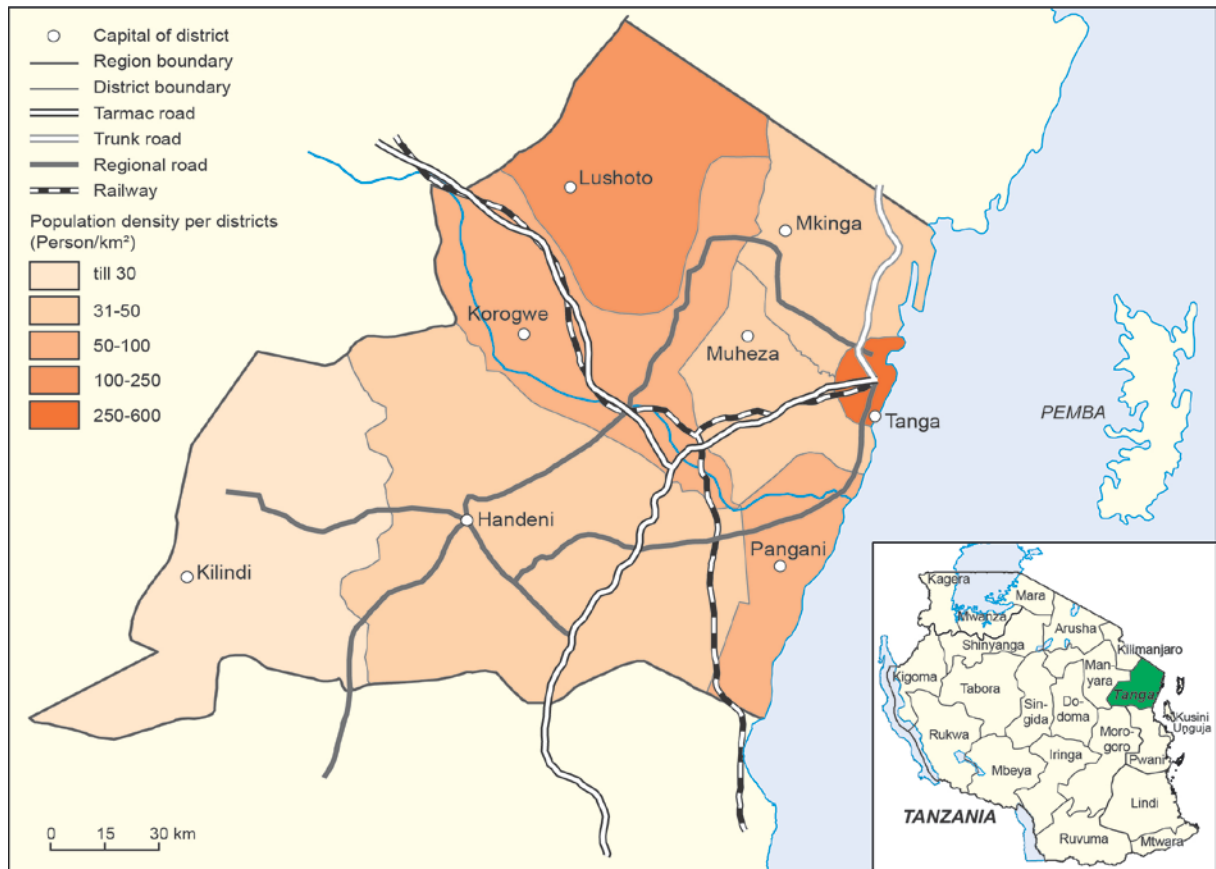 Capital of district
Region boundary
District boundary
Tarmac road
Trunk road
Regional road
Railway
Population density per districts
(Person/km²)
till 30
31-50
50-100
100-250
250-600
Lushoto
Mkinga
Korogwe
Muheza
Tanga
PEMBA
Handeni
Pangani
Kilindi
0 15 30 km
Kagera
Mara
Mwanza
Arusha
Shinyanga
Kilimanjaro
Kigoma
Man-
yara
Tabora
Tanga
Sin-
gida
Do-
doma
Kusini
Unguja
Rukwa
Moro-
goro
Iringa
Pwani
Mbeya
Lindi
TANZANIA
Ruvuma
Mtwara